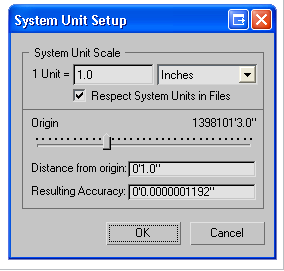 System Unit Setup
System Unit Scale
1 Unit = 1.0 Inches
Respect System Units in Files
Origin 1398101'3.0"
Distance from origin: 0'1.0"
Resulting Accuracy: 0'0.0000001192"
OK Cancel